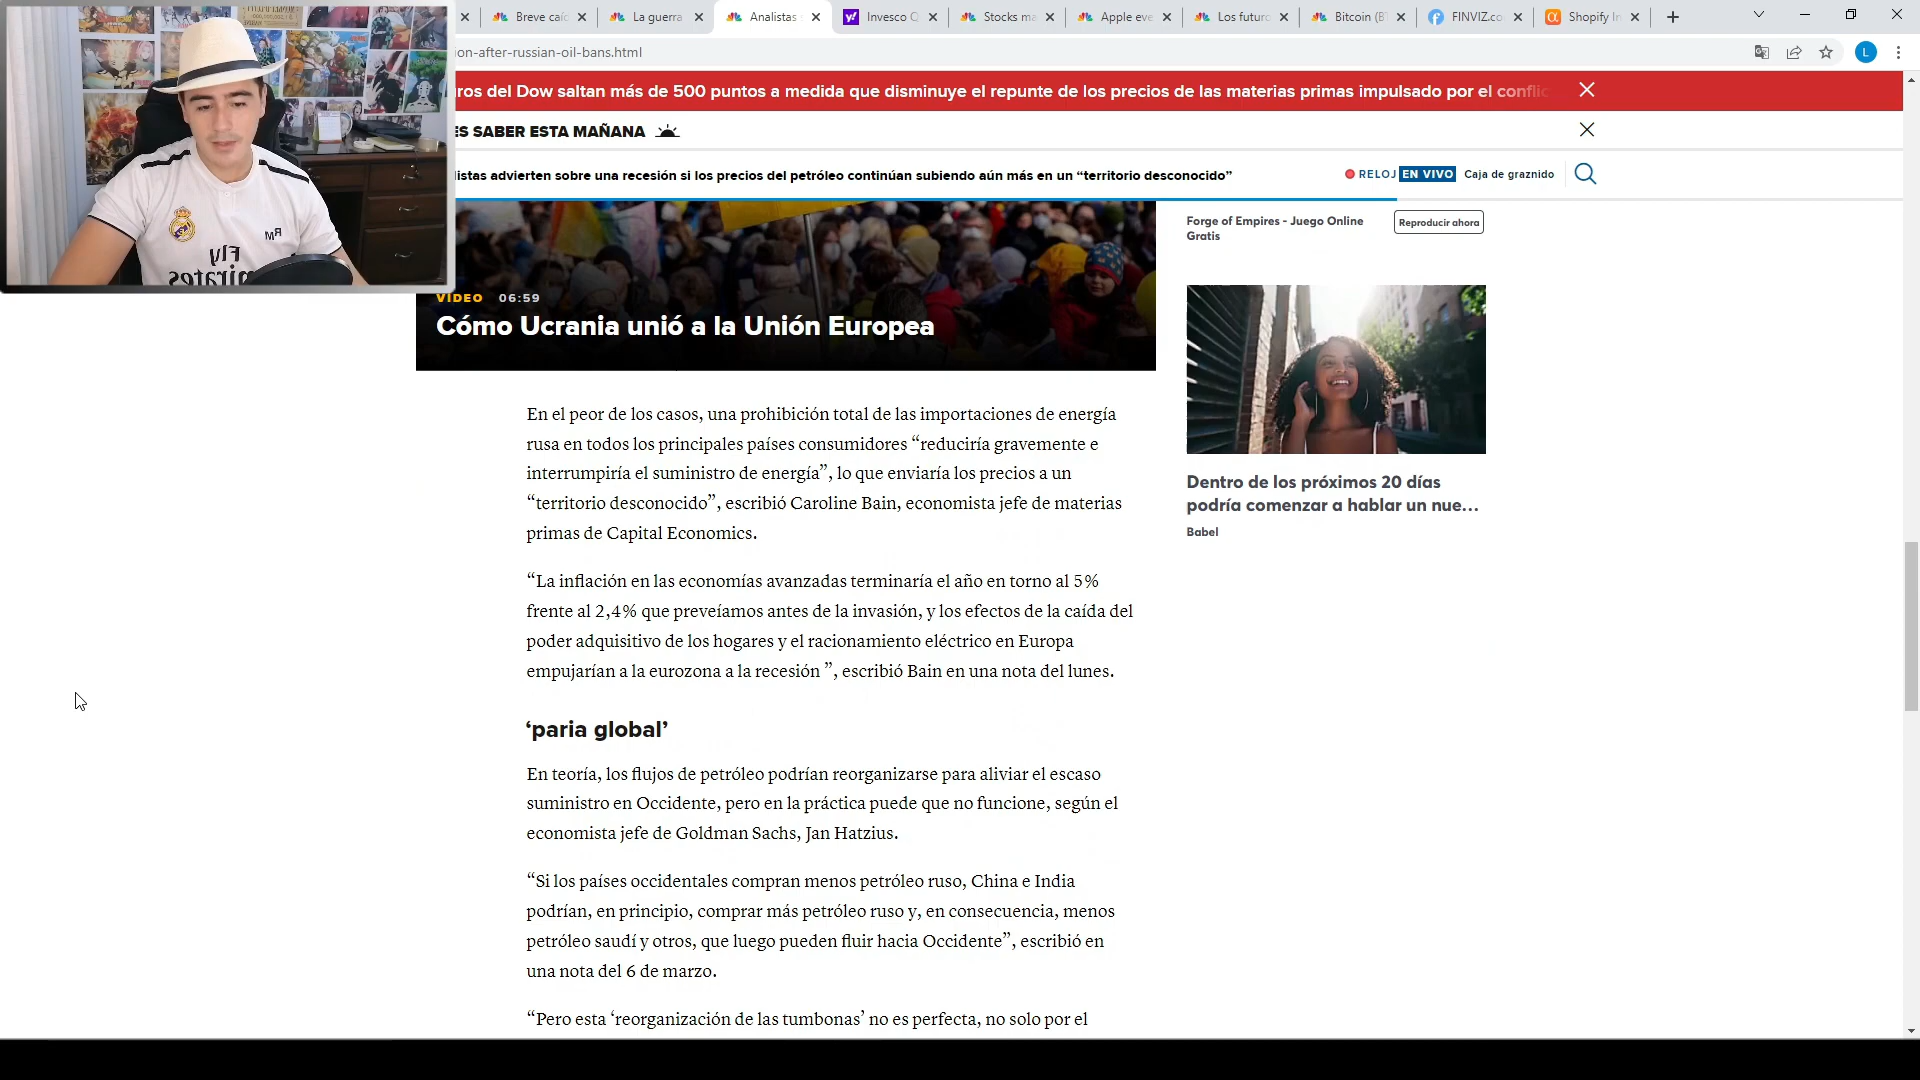 Breve caíd
La guerra
Analistas
Invesco Q
Stocks ma
Apple eve
Los futuro
Bitcoin (BT
FINVIZ.co
Shopify In
ion-after-russian-oil-bans.html
L
ros del Dow saltan más de 500 puntos a medida que disminuye el repunte de los precios de las materias primas impulsado por el conflic
ES SABER ESTA MAÑANA
listas advierten sobre una recesión si los precios del petróleo continúan subiendo aún más en un “territorio desconocido”
RELOJ EN VIVO
Caja de graznido
Fly
Emirates
VIDEO 06:59
Cómo Ucrania unió a la Unión Europea
En el peor de los casos, una prohibición total de las importaciones de energía
rusa en todos los principales países consumidores “reduciría gravemente e
interrumpiría el suministro de energía”, lo que enviaría los precios a un
“territorio desconocido”, escribió Caroline Bain, economista jefe de materias
primas de Capital Economics.
“La inflación en las economías avanzadas terminaría el año en torno al 5%
frente al 2,4% que preveíamos antes de la invasión, y los efectos de la caída del
poder adquisitivo de los hogares y el racionamiento eléctrico en Europa
empujarían a la eurozona a la recesión ”, escribió Bain en una nota del lunes.
‘paria global’
En teoría, los flujos de petróleo podrían reorganizarse para aliviar el escaso
suministro en Occidente, pero en la práctica puede que no funcione, según el
economista jefe de Goldman Sachs, Jan Hatzius.
“Si los países occidentales compran menos petróleo ruso, China e India
podrían, en principio, comprar más petróleo ruso y, en consecuencia, menos
petróleo saudí y otros, que luego pueden fluir hacia Occidente”, escribió en
una nota del 6 de marzo.
“Pero esta ‘reorganización de las tumbonas’ no es perfecta, no solo por el
Forge of Empires - Juego Online
Gratis
Reproducir ahora
Dentro de los próximos 20 días
podría comenzar a hablar un nue...
Babel